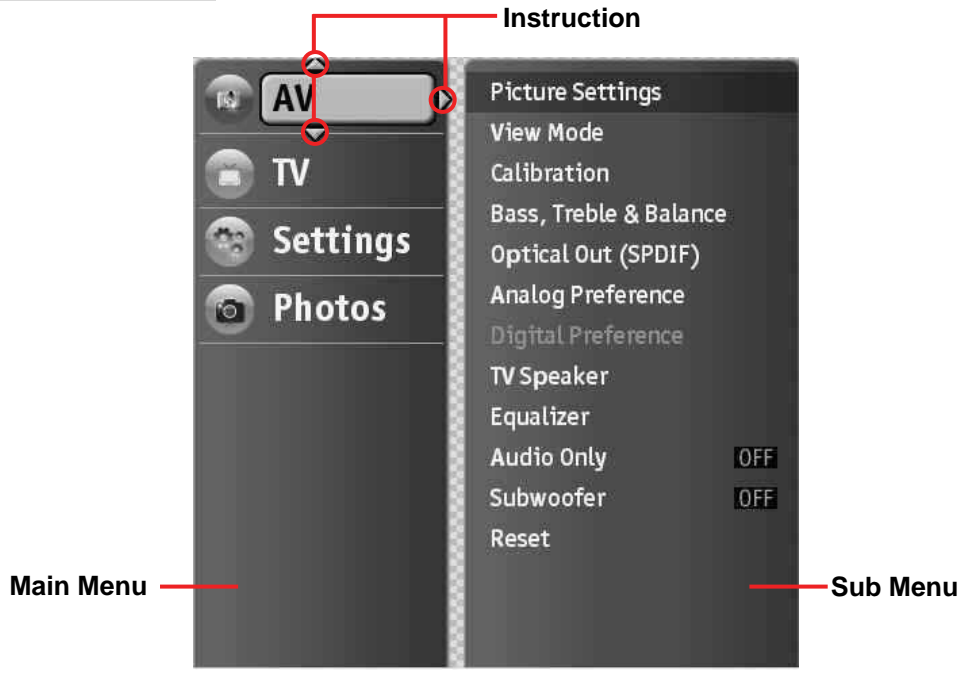 Instruction
AV
TV
Settings
Photos
Picture Settings
View Mode
Calibration
Bass, Treble & Balance
Optical Out (SPDIF)
Analog Preference
Digital Preference
TV Speaker
Equalizer
Audio Only OFF
Subwoofer OFF
Reset
Main Menu
Sub Menu